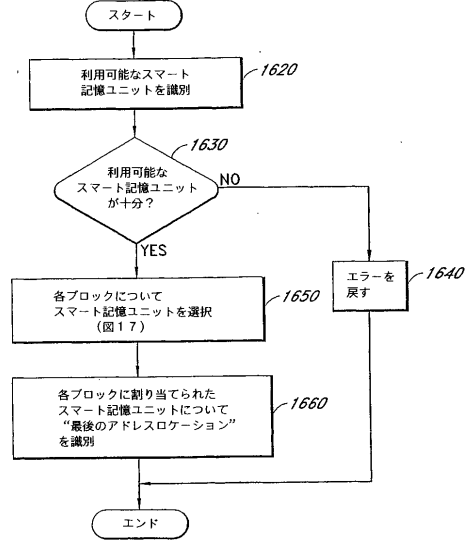 スタート
利用可能なスマート
記憶ユニットを識別
1620
利用可能な
スマート記憶ユニット
が十分？
1630
NO
YES
エラーを
戻す
1640
各ブロックについて
スマート記憶ユニットを選択
(図17)
1650
各ブロックに割り当てられた
スマート記憶ユニットについて
“最後のアドレスロケーション”
を識別
1660
エンド